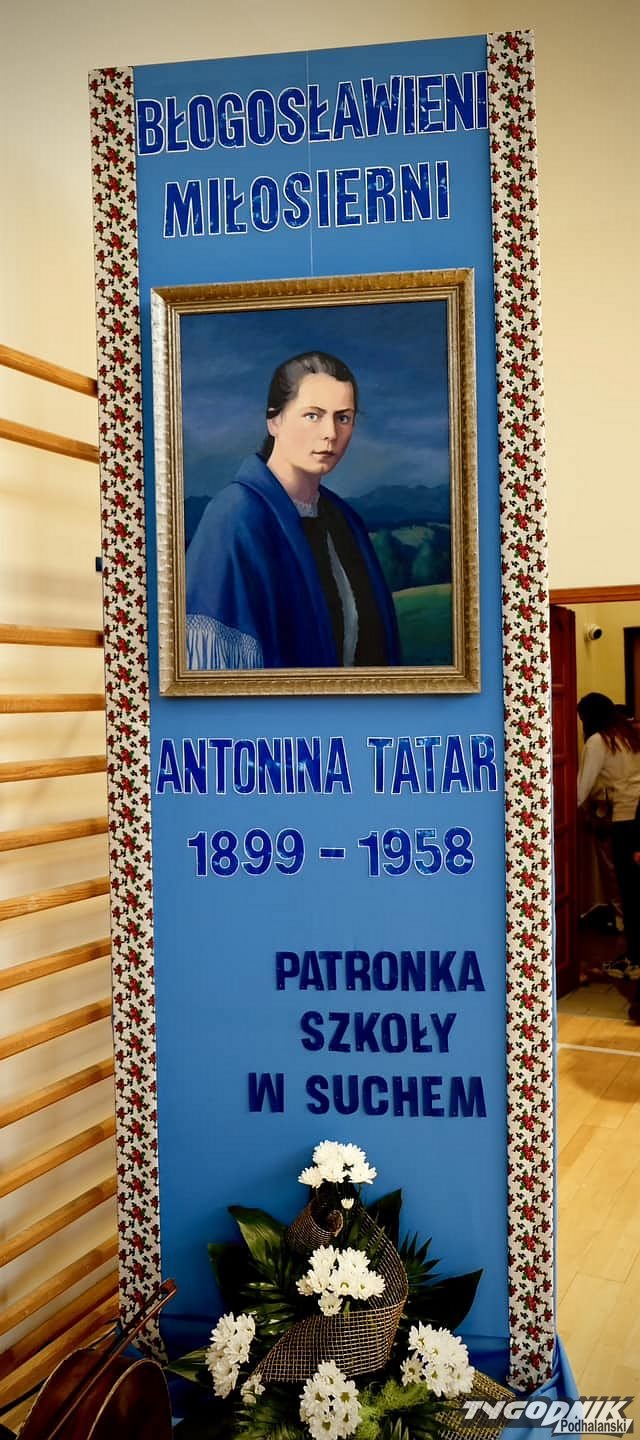 BŁOGOSŁAWIENI
MIŁOSIERNI
ANTONINA TATAR
1899 – 1958
PATRONKA
SZKOŁY
W SUCHEM
TYGODNIK
Podhalański